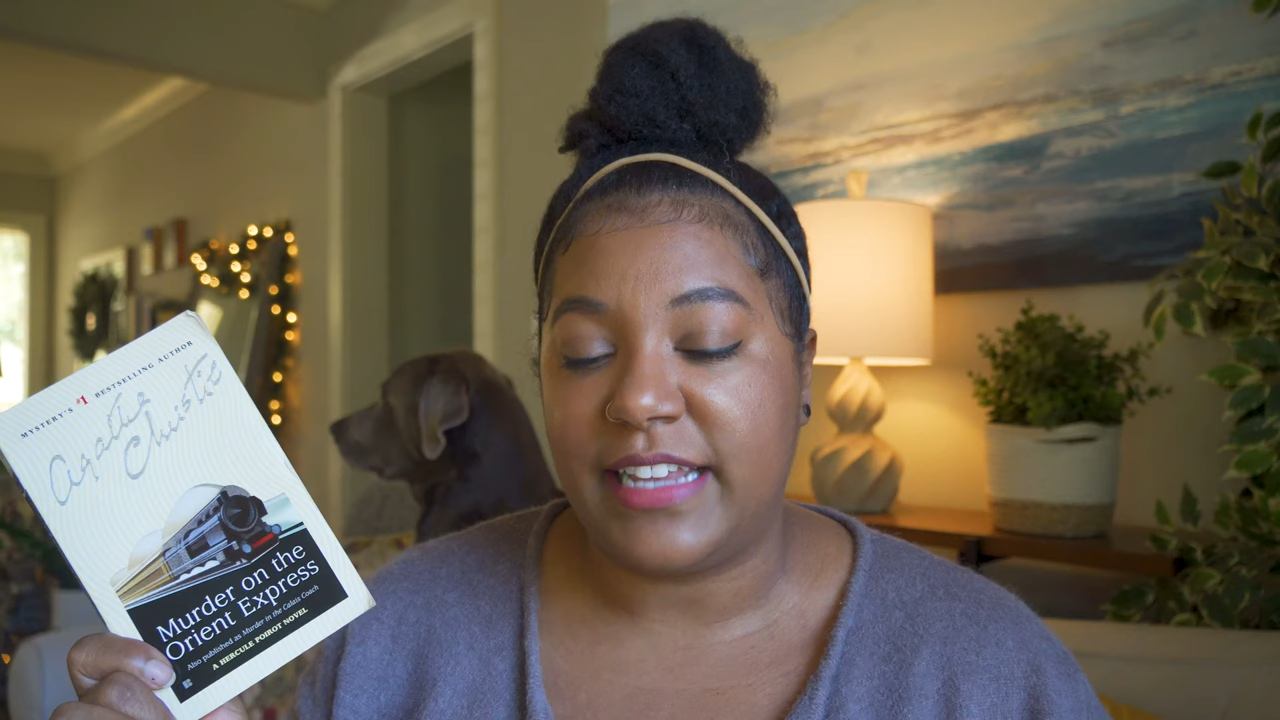 MYSTERY'S #1 BESTSELLING AUTHOR
Agatha
Christie
Murder on the
Orient Express
Also published as Murder in the Calais Coach
A HERCULE POIROT NOVEL